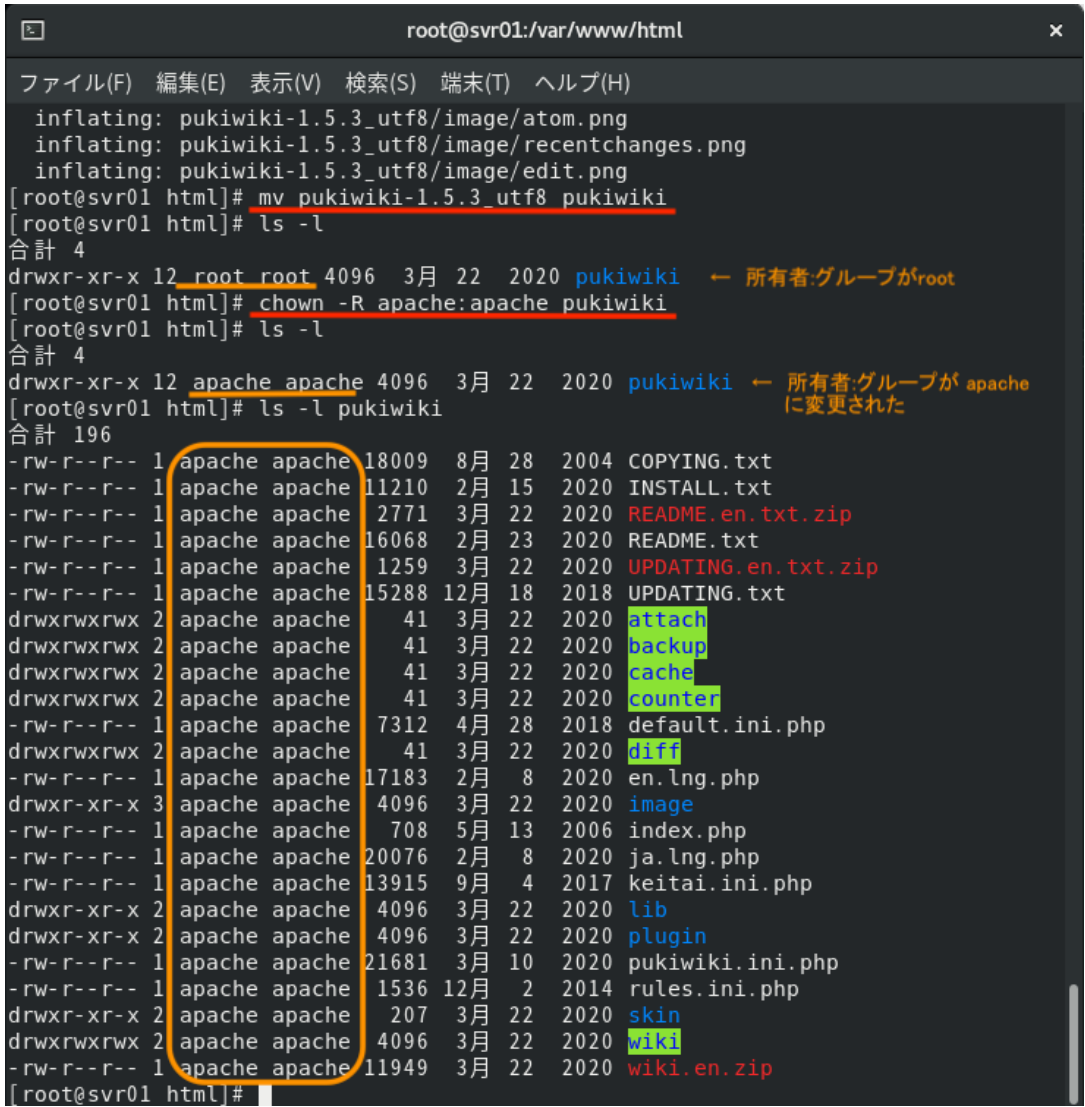 root@svr01:/var/www/html ×
ファイル(F) 編集(E) 表示(V) 検索(S) 端末(T) ヘルプ(H)
inflating: pukiwiki-1.5.3_utf8/image/atom.png
inflating: pukiwiki-1.5.3_utf8/image/recentchanges.png
inflating: pukiwiki-1.5.3_utf8/image/edit.png
[root@svr01 html]# mv pukiwiki-1.5.3_utf8 pukiwiki
[root@svr01 html]# ls -l
合計 4
drwxr-xr-x 12 root root 4096 3月 22 2020 pukiwiki ← 所有者:グループがroot
[root@svr01 html]# chown -R apache:apache pukiwiki
[root@svr01 html]# ls -l
合計 4
drwxr-xr-x 12 apache apache 4096 3月 22 2020 pukiwiki ← 所有者:グループが apache
[root@svr01 html]# ls -l pukiwiki に変更された
合計 196
-rw-r--r-- 1 apache apache 18009 8月 28 2004 COPYING.txt
-rw-r--r-- 1 apache apache 11210 2月 15 2020 INSTALL.txt
-rw-r--r-- 1 apache apache 2771 3月 22 2020 README.en.txt.zip
-rw-r--r-- 1 apache apache 16068 2月 23 2020 README.txt
-rw-r--r-- 1 apache apache 1259 3月 22 2020 UPDATING.en.txt.zip
-rw-r--r-- 1 apache apache 15288 12月 18 2018 UPDATING.txt
drwxrwxrwx 2 apache apache 41 3月 22 2020 attach
drwxrwxrwx 2 apache apache 41 3月 22 2020 backup
drwxrwxrwx 2 apache apache 41 3月 22 2020 cache
drwxrwxrwx 2 apache apache 41 3月 22 2020 counter
-rw-r--r-- 1 apache apache 7312 4月 28 2018 default.ini.php
drwxrwxrwx 2 apache apache 41 3月 22 2020 diff
-rw-r--r-- 1 apache apache 17183 2月 8 2020 en.lng.php
drwxr-xr-x 3 apache apache 4096 3月 22 2020 image
-rw-r--r-- 1 apache apache 708 5月 13 2006 index.php
-rw-r--r-- 1 apache apache 20076 2月 8 2020 ja.lng.php
-rw-r--r-- 1 apache apache 13915 9月 4 2017 keitai.ini.php
drwxr-xr-x 2 apache apache 4096 3月 22 2020 lib
drwxr-xr-x 2 apache apache 4096 3月 22 2020 plugin
-rw-r--r-- 1 apache apache 21681 3月 10 2020 pukiwiki.ini.php
-rw-r--r-- 1 apache apache 1536 12月 2 2014 rules.ini.php
drwxr-xr-x 2 apache apache 207 3月 22 2020 skin
drwxrwxrwx 2 apache apache 4096 3月 22 2020 wiki
-rw-r--r-- 1 apache apache 11949 3月 22 2020 wiki.en.zip
[root@svr01 html]#